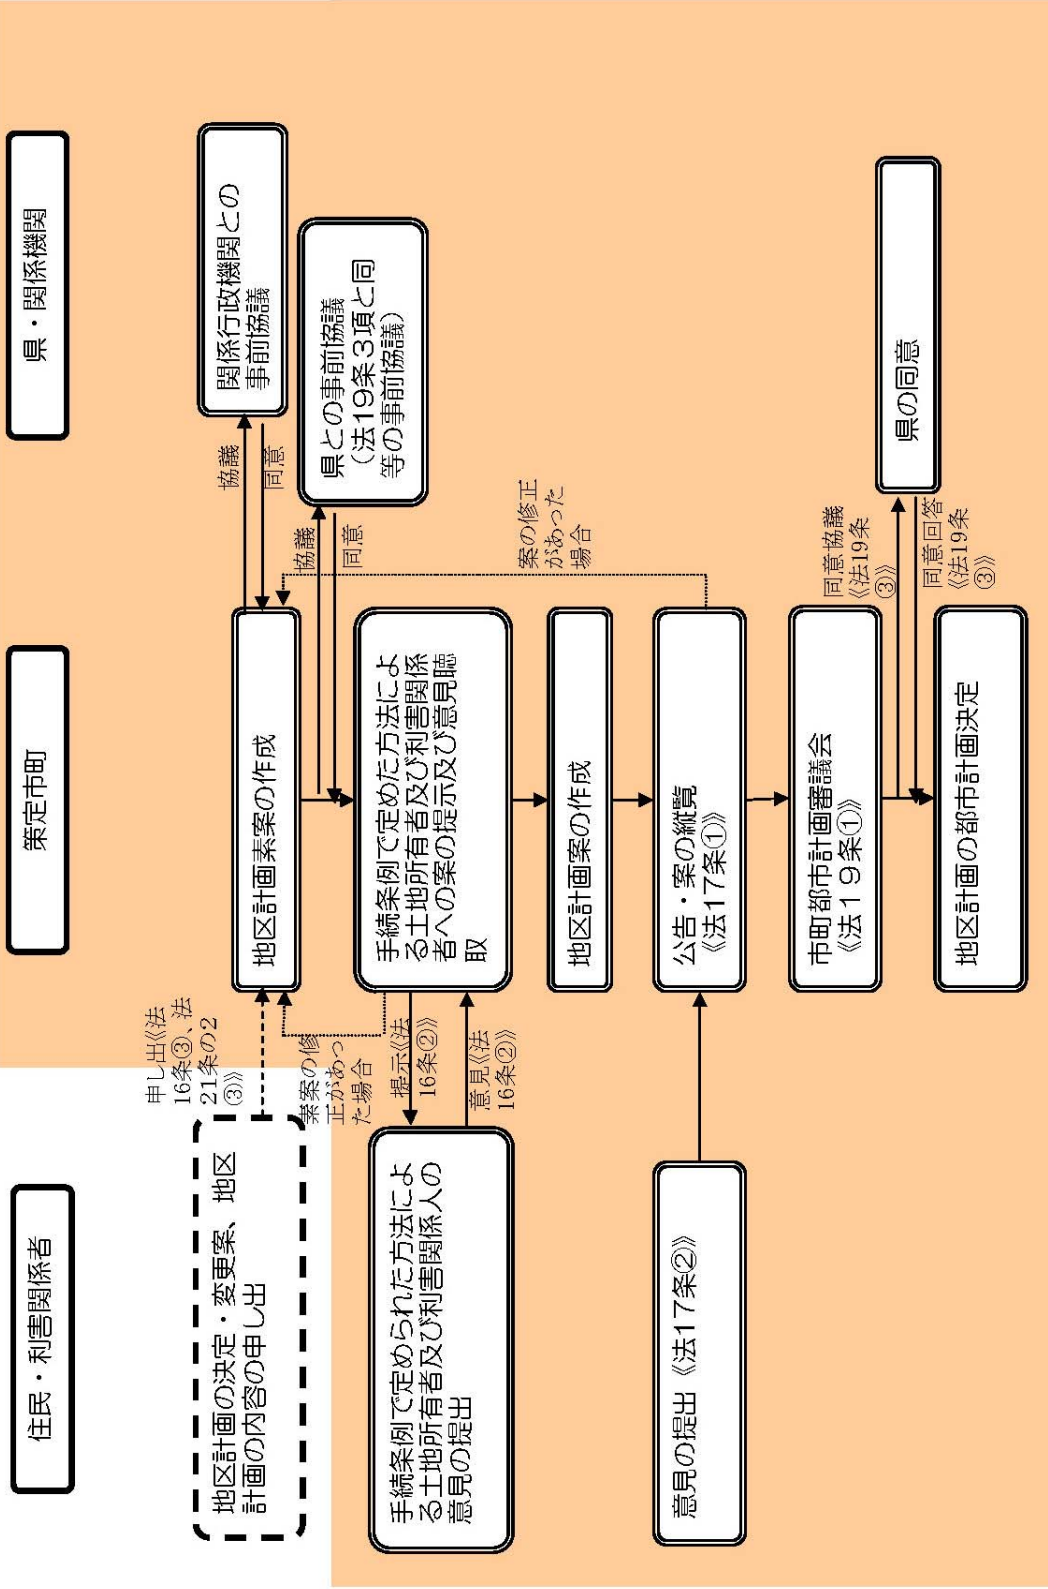 住民・利害関係者
策定市町
県・関係機関
地区計画の決定・変更案、地区
計画の内容の申し出
申し出《法
16条③、法
21条の2
③》
地区計画素案の作成
協議
同意
関係行政機関との
事前協議
素案の修
正があっ
た場合
協議
同意
県との事前協議
(法19条3項と同
等の事前協議)
手続条例で定められた方法によ
る土地所有者及び利害関係人の
意見の提出
提示《法
16条②》
意見《法
16条②》
手続条例で定めた方法によ
る土地所有者及び利害関係
者への案の提示及び意見聴
取
案の修正
があった
場合
地区計画案の作成
意見の提出《法17条②》
公告・案の縦覧
《法17条①》
市町都市計画審議会
《法19条①》
同意協議
《法19条
③》
同意回答
《法19条
③》
県の同意
地区計画の都市計画決定